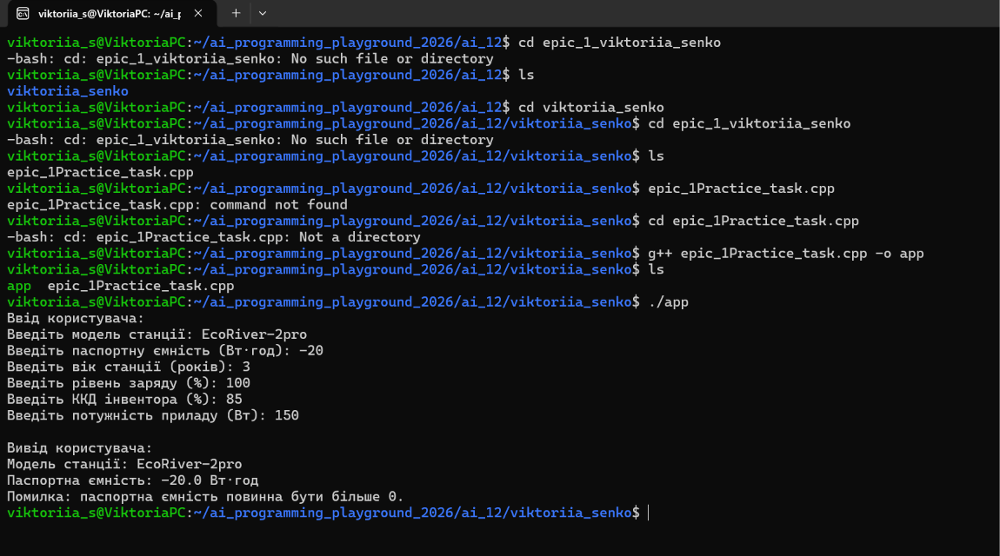 viktoriia_s@ViktoriaPC: ~/ai_p
viktoriia_s@ViktoriaPC:~/ai_programming_playground_2026/ai_12$ cd epic_1_viktoriia_senko
-bash: cd: epic_1_viktoriia_senko: No such file or directory
viktoriia_s@ViktoriaPC:~/ai_programming_playground_2026/ai_12$ ls
viktoriia_senko
viktoriia_s@ViktoriaPC:~/ai_programming_playground_2026/ai_12$ cd viktoriia_senko
viktoriia_s@ViktoriaPC:~/ai_programming_playground_2026/ai_12/viktoriia_senko$ cd epic_1_viktoriia_senko
-bash: cd: epic_1_viktoriia_senko: No such file or directory
viktoriia_s@ViktoriaPC:~/ai_programming_playground_2026/ai_12/viktoriia_senko$ ls
epic_1Practice_task.cpp
viktoriia_s@ViktoriaPC:~/ai_programming_playground_2026/ai_12/viktoriia_senko$ epic_1Practice_task.cpp
epic_1Practice_task.cpp: command not found
viktoriia_s@ViktoriaPC:~/ai_programming_playground_2026/ai_12/viktoriia_senko$ cd epic_1Practice_task.cpp
-bash: cd: epic_1Practice_task.cpp: Not a directory
viktoriia_s@ViktoriaPC:~/ai_programming_playground_2026/ai_12/viktoriia_senko$ g++ epic_1Practice_task.cpp -o app
viktoriia_s@ViktoriaPC:~/ai_programming_playground_2026/ai_12/viktoriia_senko$ ls
app  epic_1Practice_task.cpp
viktoriia_s@ViktoriaPC:~/ai_programming_playground_2026/ai_12/viktoriia_senko$ ./app
Ввід користувача:
Введіть модель станції: EcoRiver-2pro
Введіть паспортну ємність (Вт·год): -20
Введіть вік станції (років): 3
Введіть рівень заряду (%): 100
Введіть ККД інвентора (%): 85
Введіть потужність приладу (Вт): 150
Вивід користувача:
Модель станції: EcoRiver-2pro
Паспортна ємність: -20.0 Вт·год
Помилка: паспортна ємність повинна бути більше 0.
viktoriia_s@ViktoriaPC:~/ai_programming_playground_2026/ai_12/viktoriia_senko$